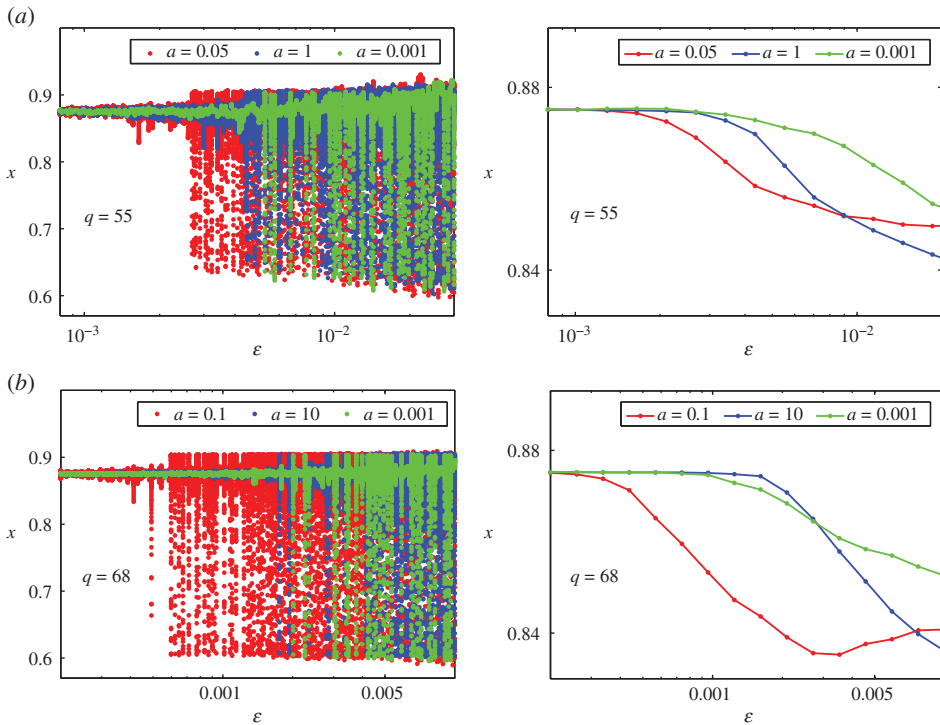 (a)
a = 0.05 a = 1 a = 0.001
0.9
0.8
0.7
0.6
x
q = 55
10⁻³ 10⁻²
ε
a = 0.05 a = 1 a = 0.001
0.88
0.84
x
q = 55
10⁻³ 10⁻²
ε
(b)
a = 0.1 a = 10 a = 0.001
0.9
0.8
0.7
0.6
x
q = 68
0.001 0.005
ε
a = 0.1 a = 10 a = 0.001
0.88
0.84
x
q = 68
0.001 0.005
ε